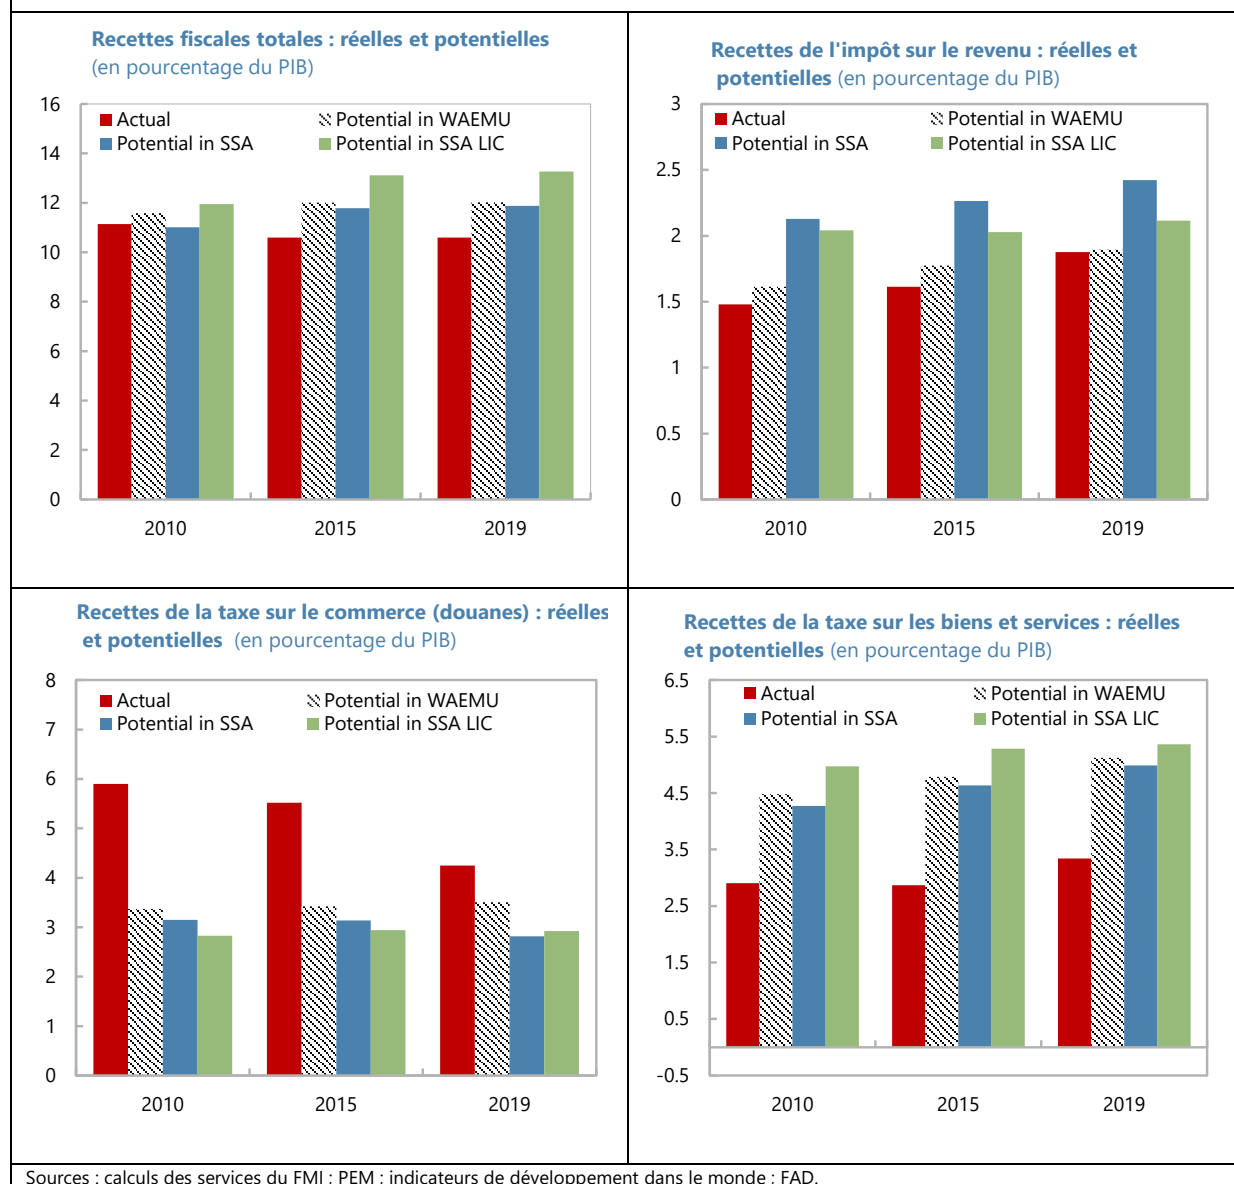 Recettes fiscales totales : réelles et potentielles
(en pourcentage du PIB)
16
14
12
10
8
6
4
2
0
Actual
Potential in WAEMU
Potential in SSA
Potential in SSA LIC
2010
2015
2019
Recettes de l'impôt sur le revenu : réelles et
potentielles (en pourcentage du PIB)
3
2.5
2
1.5
1
0.5
0
Actual
Potential in WAEMU
Potential in SSA
Potential in SSA LIC
2010
2015
2019
Recettes de la taxe sur le commerce (douanes) : réelles
et potentielles (en pourcentage du PIB)
8
7
6
5
4
3
2
1
0
Actual
Potential in WAEMU
Potential in SSA
Potential in SSA LIC
2010
2015
2019
Recettes de la taxe sur les biens et services : réelles
et potentielles (en pourcentage du PIB)
6.5
5.5
4.5
3.5
2.5
1.5
0.5
-0.5
Actual
Potential in WAEMU
Potential in SSA
Potential in SSA LIC
2010
2015
2019
Sources : calculs des services du FMI ; PEM ; indicateurs de développement dans le monde ; FAD.